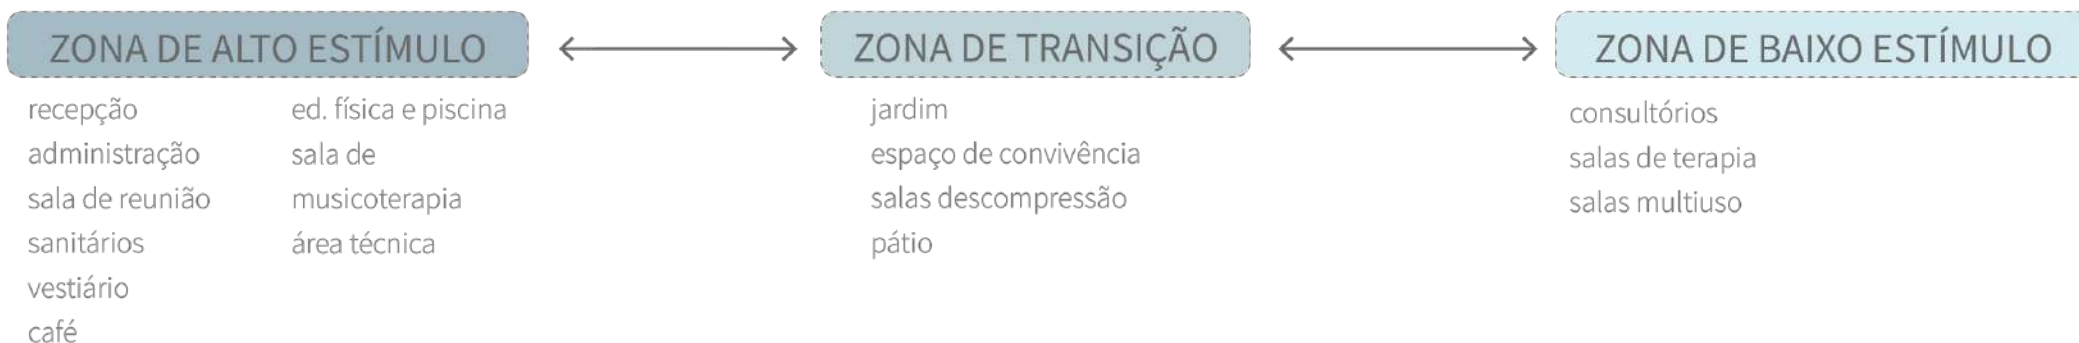 ZONA DE ALTO ESTÍMULO
recepção
administração
sala de reunião
sanitários
vestiário
café
ed. física e piscina
sala de
musicoterapia
área técnica
ZONA DE TRANSIÇÃO
jardim
espaço de convivência
salas descompressão
pátio
ZONA DE BAIXO ESTÍMULO
consultórios
salas de terapia
salas multiuso